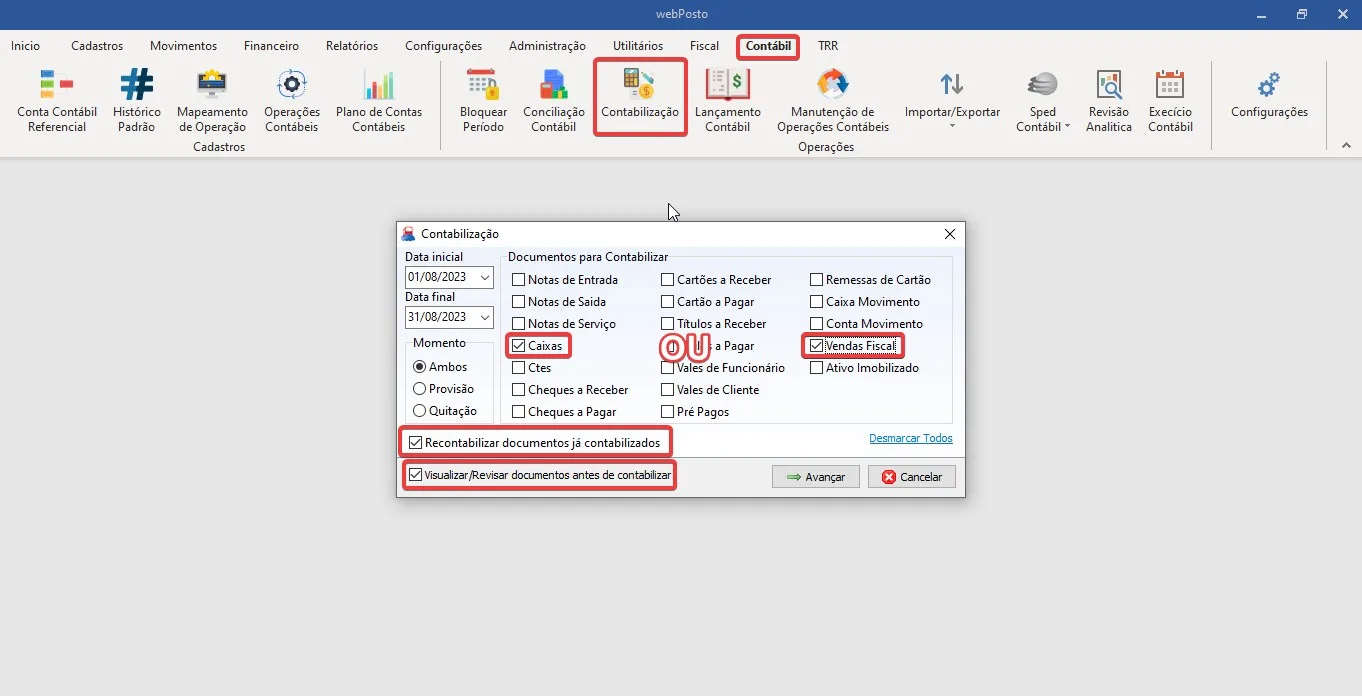 webPosto
Inicio Cadastros Movimentos Financeiro Relatórios Configurações Administração Utilitários Fiscal Contábil TRR
Conta Contábil Referencial
Histórico Padrão
Mapeamento de Operação
Operações Contábeis
Plano de Contas Contábeis
Cadastros
Bloquear Período
Conciliação Contábil
Contabilização
Lançamento Contábil
Manutenção de Operações Contábeis
Importar/Exportar
Sped Contábil
Revisão Analitica
Execício Contábil
Operações
Configurações
Contabilização
Data inicial
01/08/2023
Data final
31/08/2023
Momento
Ambos
Provisão
Quitação
Documentos para Contabilizar
Notas de Entrada
Notas de Saida
Notas de Serviço
Caixas
Ctes
Cheques a Receber
Cheques a Pagar
Cartões a Receber
Cartão a Pagar
Títulos a Receber
OU
a Pagar
Vales de Funcionário
Vales de Cliente
Pré Pagos
Remessas de Cartão
Caixa Movimento
Conta Movimento
Vendas Fiscal
Ativo Imobilizado
Recontabilizar documentos já contabilizados
Desmarcar Todos
Visualizar/Revisar documentos antes de contabilizar
Avançar
Cancelar